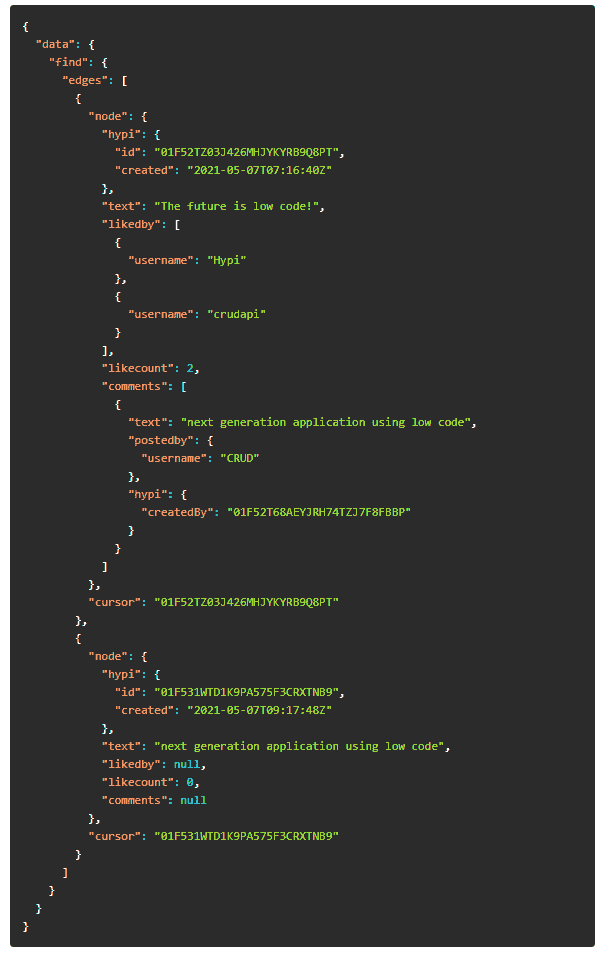 {
  "data": {
    "find": {
      "edges": [
        {
          "node": {
            "hypi": {
              "id": "01F52TZ03J426MHJYKYRB9Q8PT",
              "created": "2021-05-07T07:16:40Z"
            },
            "text": "The future is low code!",
            "likedby": [
              {
                "username": "Hypi"
              },
              {
                "username": "crudapi"
              }
            ],
            "likecount": 2,
            "comments": [
              {
                "text": "next generation application using low code",
                "postedby": {
                  "username": "CRUD"
                },
                "hypi": {
                  "createdBy": "01F52T68AEYJRH74TZJ7F8FBBP"
                }
              }
            ]
          },
          "cursor": "01F52TZ03J426MHJYKYRB9Q8PT"
        },
        {
          "node": {
            "hypi": {
              "id": "01F531WTD1K9PA575F3CRXTNB9",
              "created": "2021-05-07T09:17:48Z"
            },
            "text": "next generation application using low code",
            "likedby": null,
            "likecount": 0,
            "comments": null
          },
          "cursor": "01F531WTD1K9PA575F3CRXTNB9"
        }
      ]
    }
  }
}